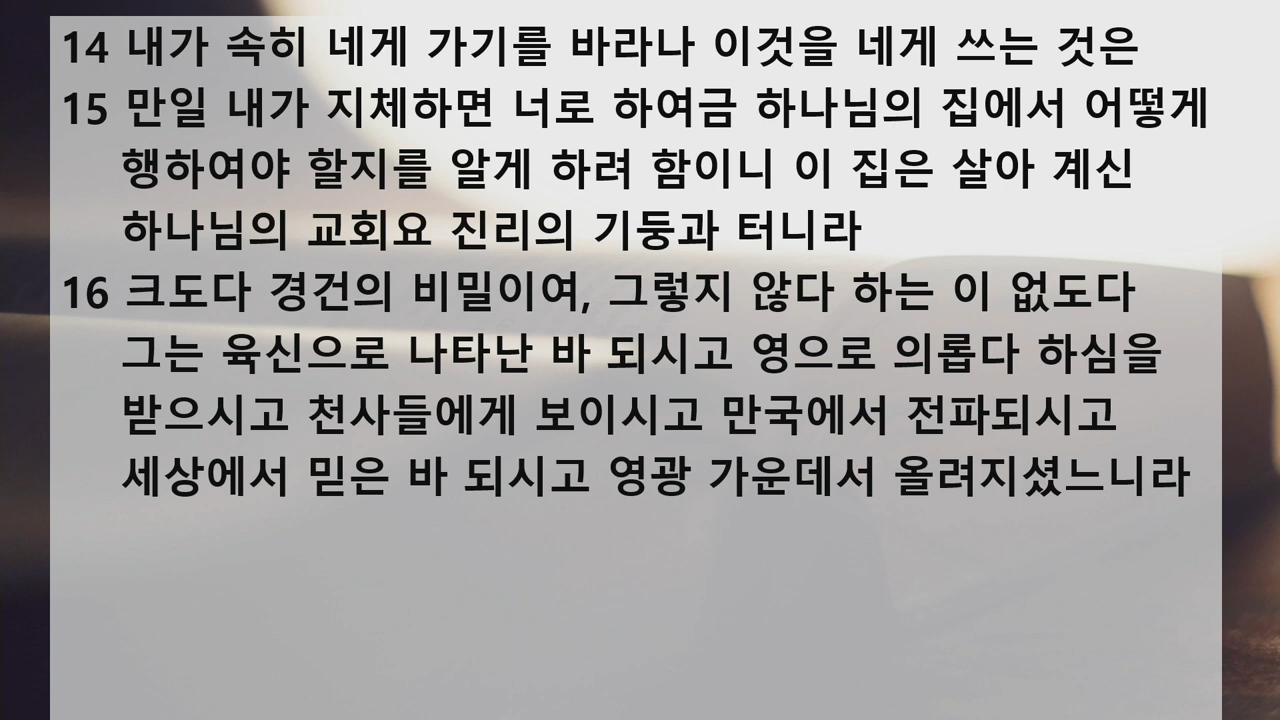 14 내가 속히 네게 가기를 바라나 이것을 네게 쓰는 것은
15 만일 내가 지체하면 너로 하여금 하나님의 집에서 어떻게
행하여야 할지를 알게 하려 함이니 이 집은 살아 계신
하나님의 교회요 진리의 기둥과 터니라
16 크도다 경건의 비밀이여, 그렇지 않다 하는 이 없도다
그는 육신으로 나타난 바 되시고 영으로 의롭다 하심을
받으시고 천사들에게 보이시고 만국에서 전파되시고
세상에서 믿은 바 되시고 영광 가운데서 올려지셨느니라